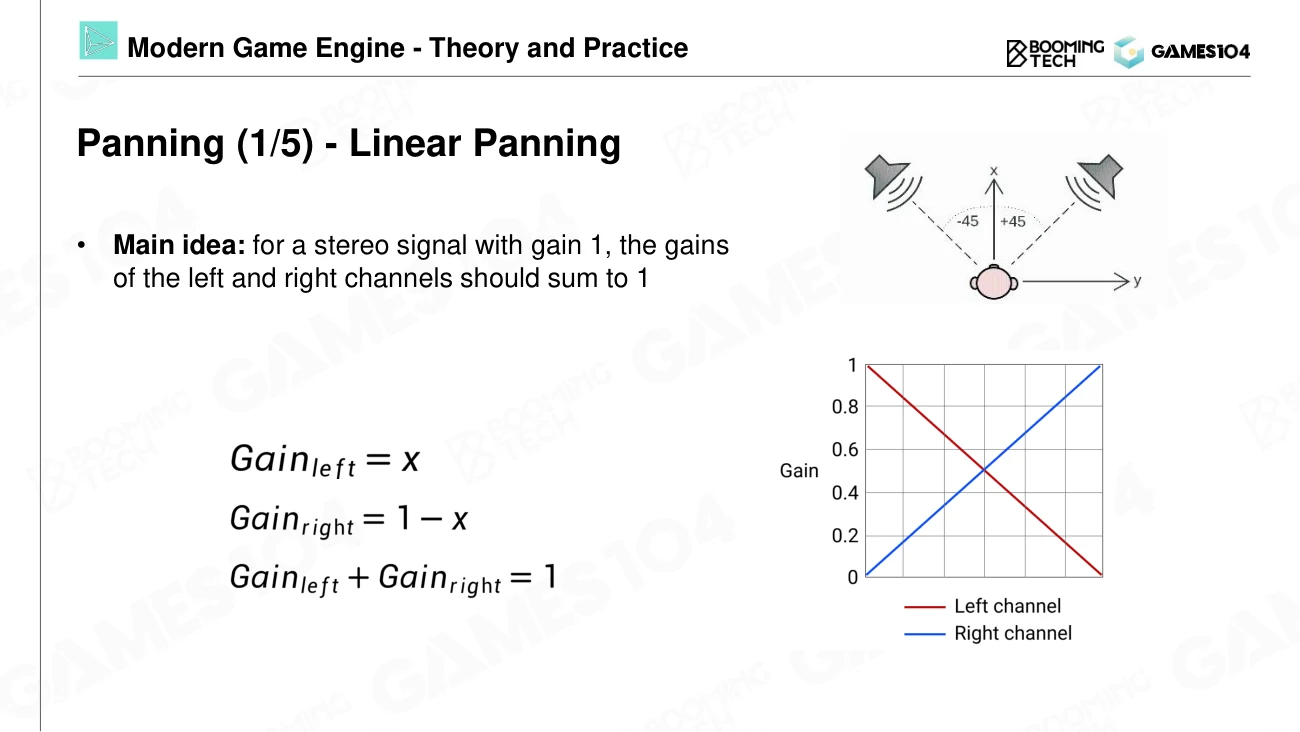 Modern Game Engine - Theory and Practice
BOOMING
TECH
GAMES104
Panning (1/5) - Linear Panning
• Main idea: for a stereo signal with gain 1, the gains
of the left and right channels should sum to 1
x
-45 +45
y
Gain_left = x
Gain_right = 1 − x
Gain_left + Gain_right = 1
1
0.8
0.6
Gain
0.4
0.2
0
Left channel
Right channel